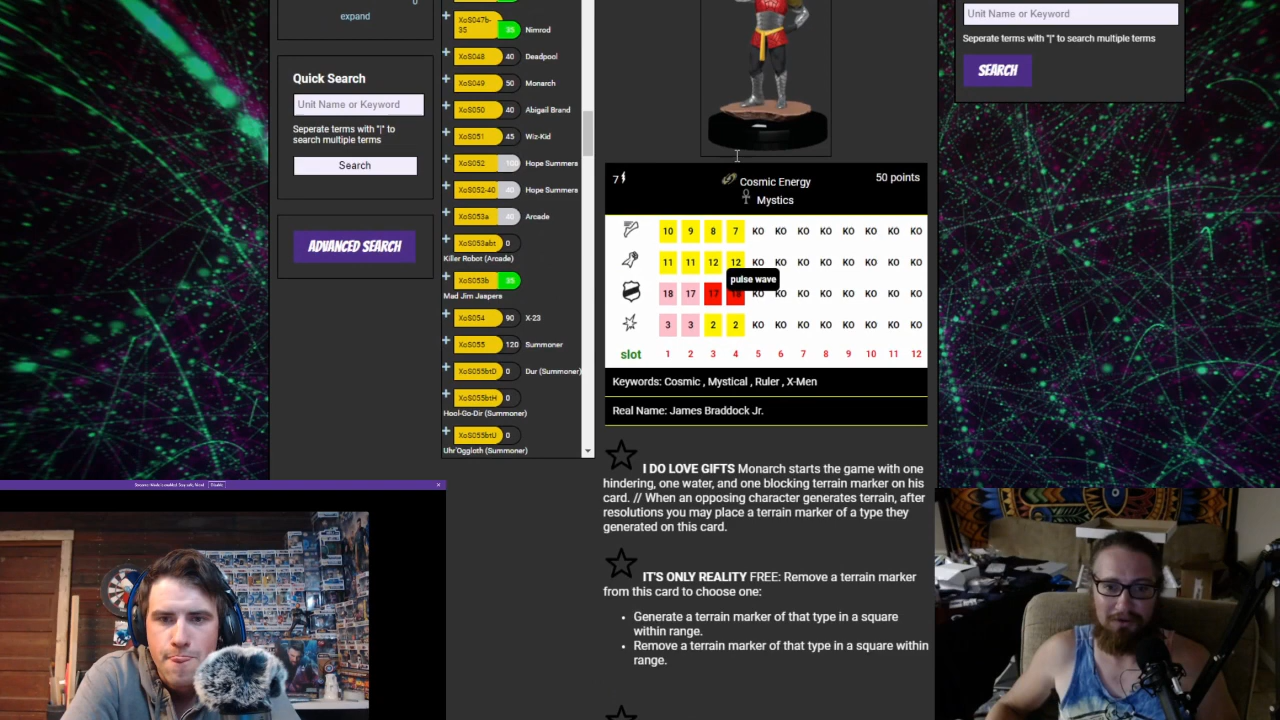 0
expand
Quick Search
Unit Name or Keyword
Seperate terms with "|" to
search multiple terms
Search
ADVANCED SEARCH
XoS047b-
35
35
Nimrod
XoS048
40
Deadpool
XoS049
50
Monarch
XoS050
40
Abigail Brand
XoS051
45
Wiz-Kid
XoS052
100
Hope Summers
XoS052-40
40
Hope Summers
XoS053a
40
Arcade
XoS053abt
0
Killer Robot (Arcade)
XoS053b
35
Mad Jim Jaspers
XoS054
90
X-23
XoS055
120
Summoner
XoS055btD
0
Dur (Summoner)
XoS055btH
0
Hool-Go-Dir (Summoner)
XoS055btU
0
Uhr'Oggloth (Summoner)
7
Cosmic Energy
Mystics
50 points
10 9 8 7 KO KO KO KO KO KO KO KO
11 11 12 12 KO KO KO KO KO KO KO KO
pulse wave
18 17 17 KO KO KO KO KO KO KO KO
3 3 2 2 KO KO KO KO KO KO KO KO
slot 1 2 3 4 5 6 7 8 9 10 11 12
Keywords: Cosmic , Mystical , Ruler , X-Men
Real Name: James Braddock Jr.
I DO LOVE GIFTS Monarch starts the game with one
hindering, one water, and one blocking terrain marker on his
card. // When an opposing character generates terrain, after
resolutions you may place a terrain marker of a type they
generated on this card.
IT'S ONLY REALITY FREE: Remove a terrain marker
from this card to choose one:
• Generate a terrain marker of that type in a square
within range.
• Remove a terrain marker of that type in a square within
range.
Unit Name or Keyword
Seperate terms with "|" to search multiple terms
SEARCH